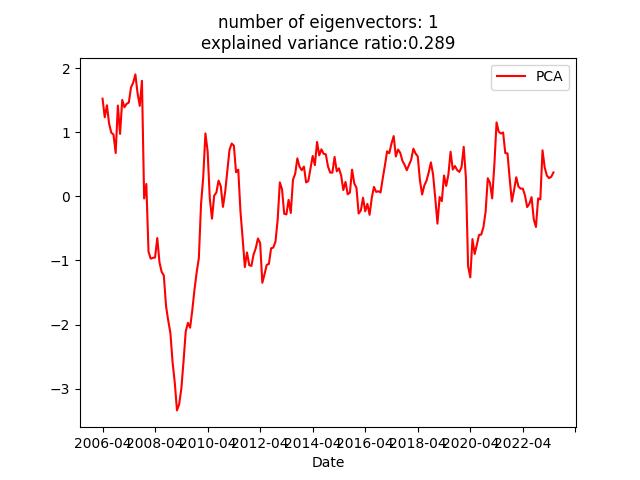 number of eigenvectors: 1
explained variance ratio:0.289
PCA
2
1
0
−1
−2
−3
2006-04 2008-04 2010-04 2012-04 2014-04 2016-04 2018-04 2020-04 2022-04
Date